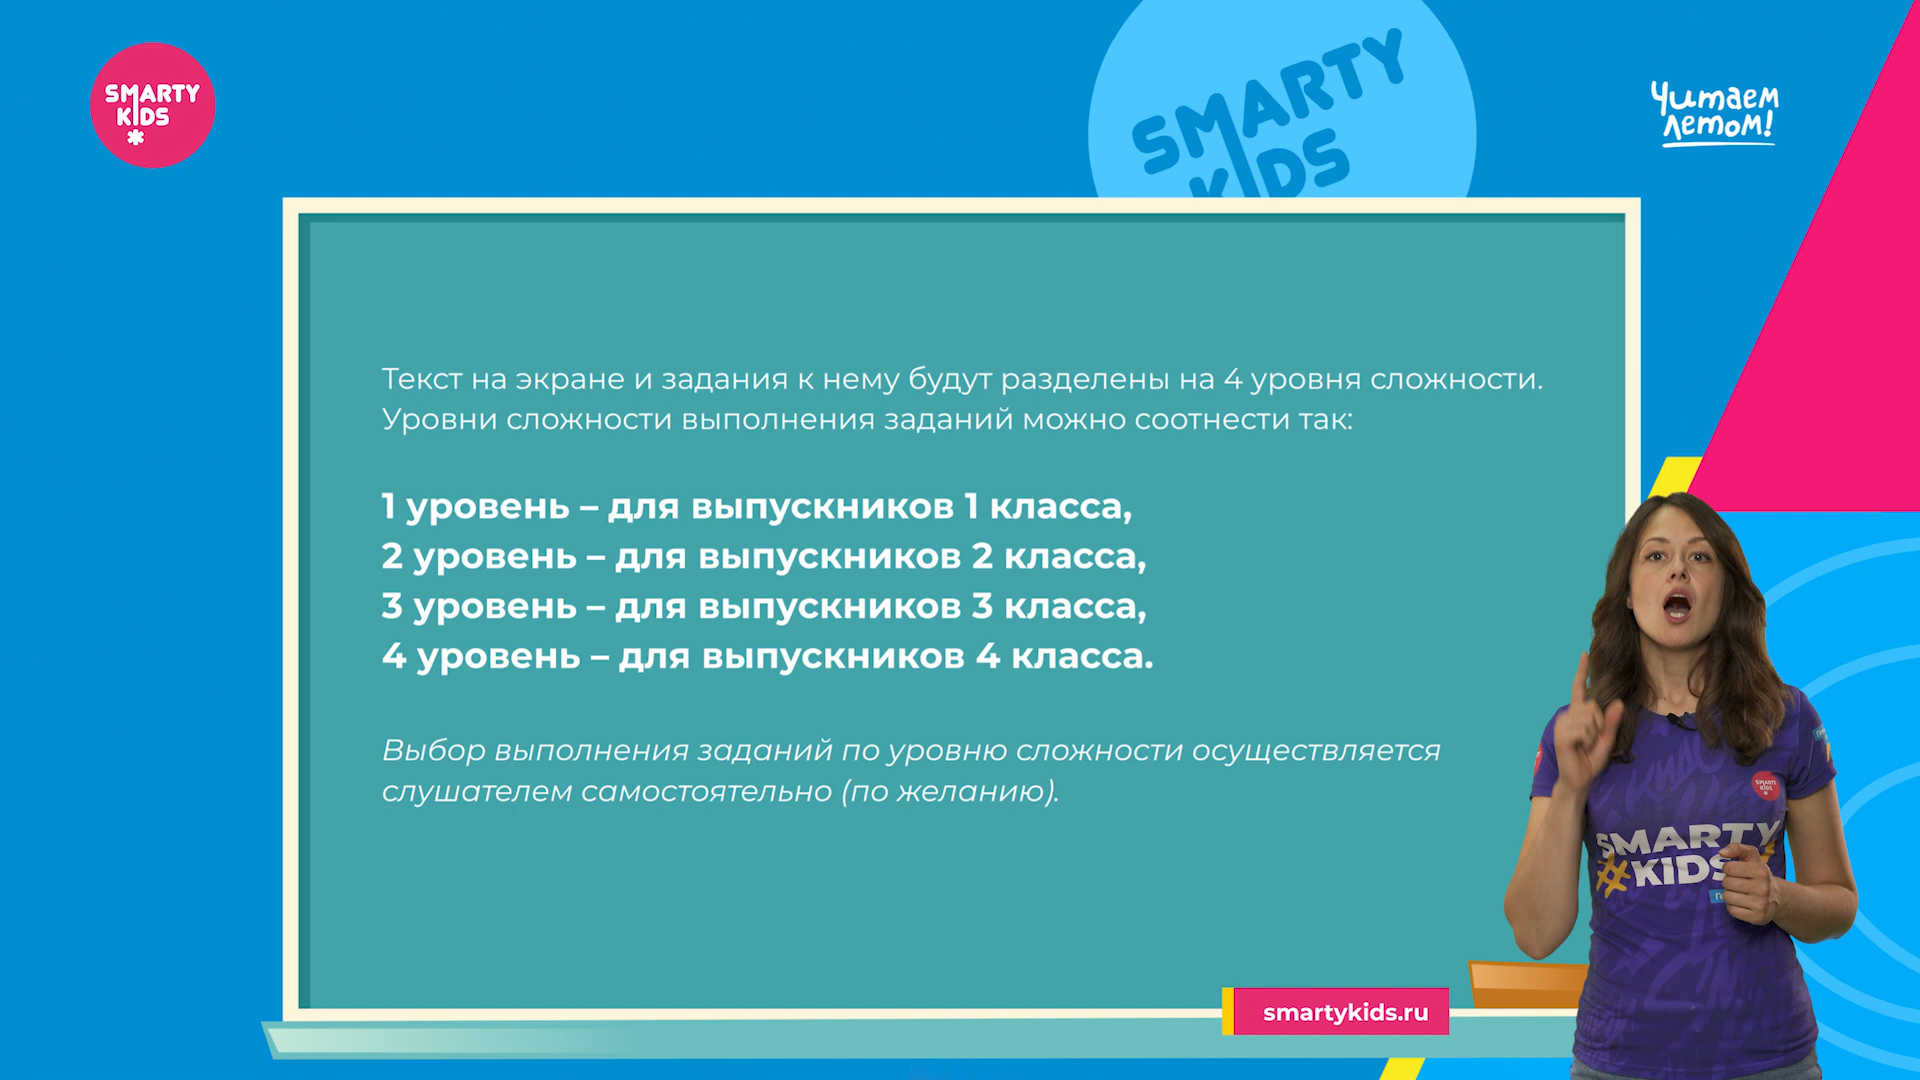 SMARTY
KIDS
SMARTY
KIDS
Читаем
летом!
Текст на экране и задания к нему будут разделены на 4 уровня сложности.
Уровни сложности выполнения заданий можно соотнести так:
1 уровень – для выпускников 1 класса,
2 уровень – для выпускников 2 класса,
3 уровень – для выпускников 3 класса,
4 уровень – для выпускников 4 класса.
Выбор выполнения заданий по уровню сложности осуществляется
слушателем самостоятельно (по желанию).
SMARTY
KIDS
SMARTY
#KIDS
smartykids.ru